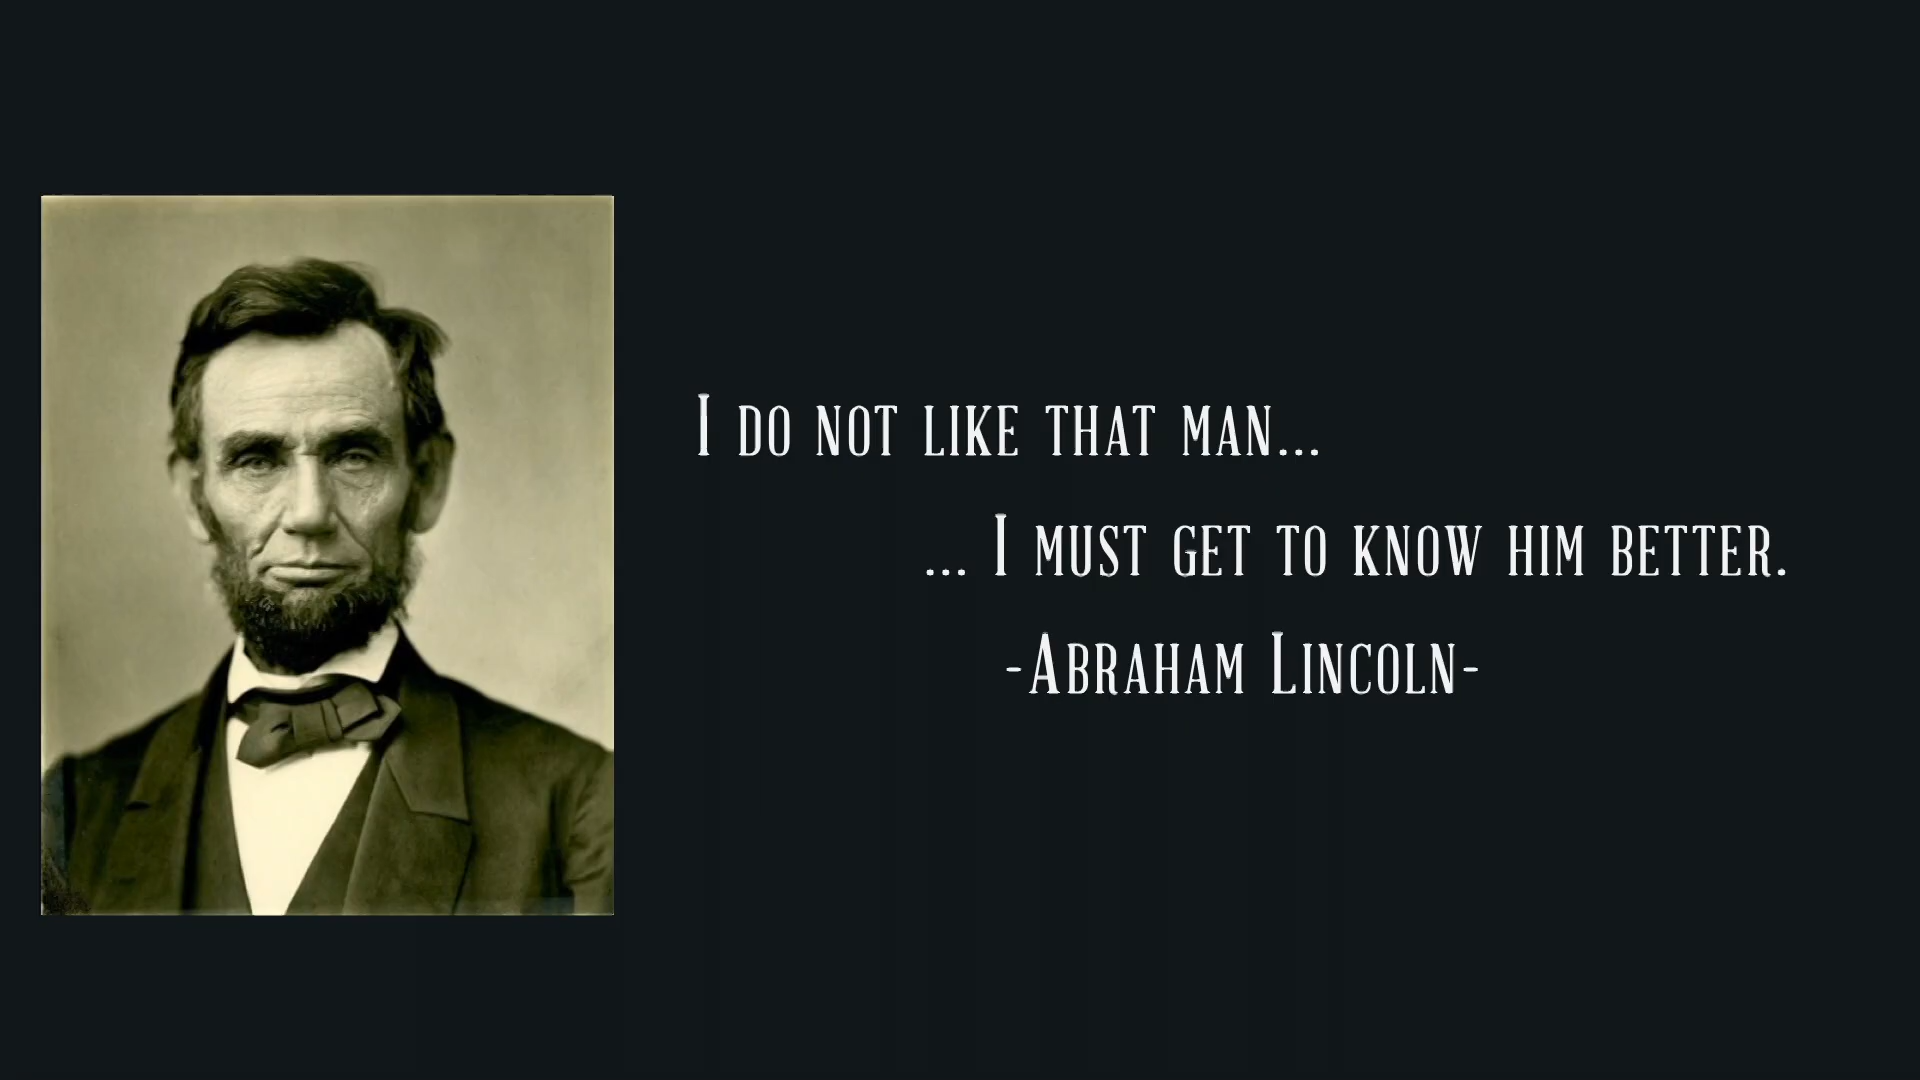 I do not like that man...
... I must get to know him better.
-Abraham Lincoln-